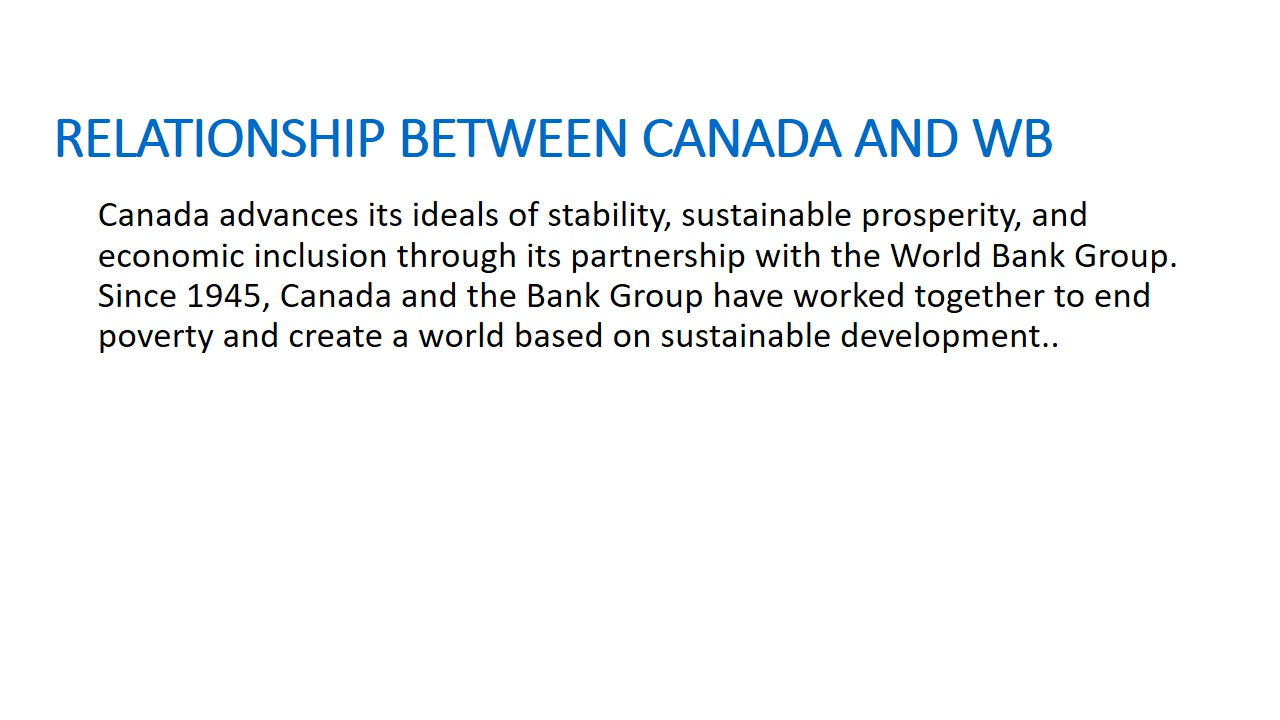 RELATIONSHIP BETWEEN CANADA AND WB
Canada advances its ideals of stability, sustainable prosperity, and
economic inclusion through its partnership with the World Bank Group.
Since 1945, Canada and the Bank Group have worked together to end
poverty and create a world based on sustainable development..